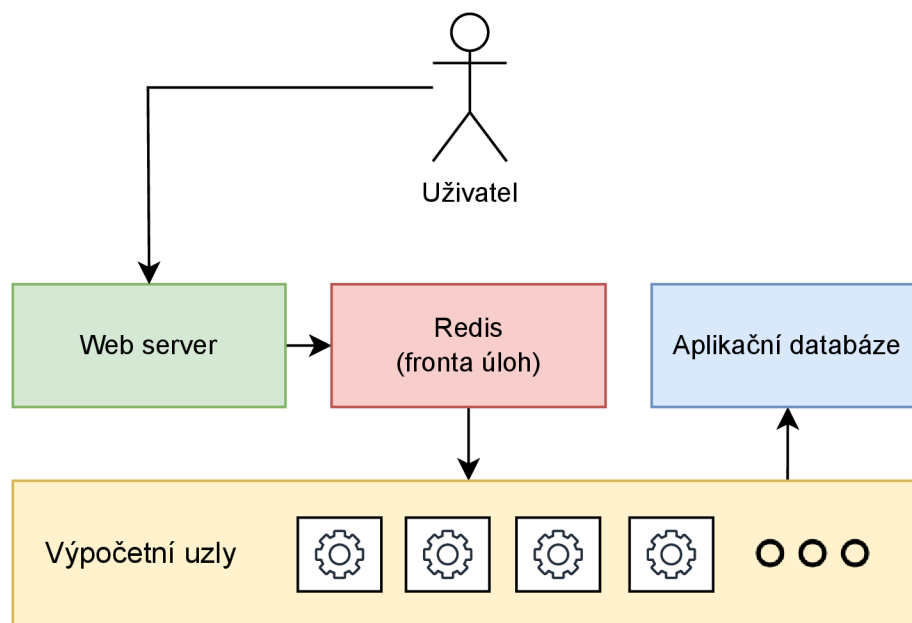 Uživatel
Web server
Redis
(fronta úloh)
Aplikační databáze
Výpočetní uzly